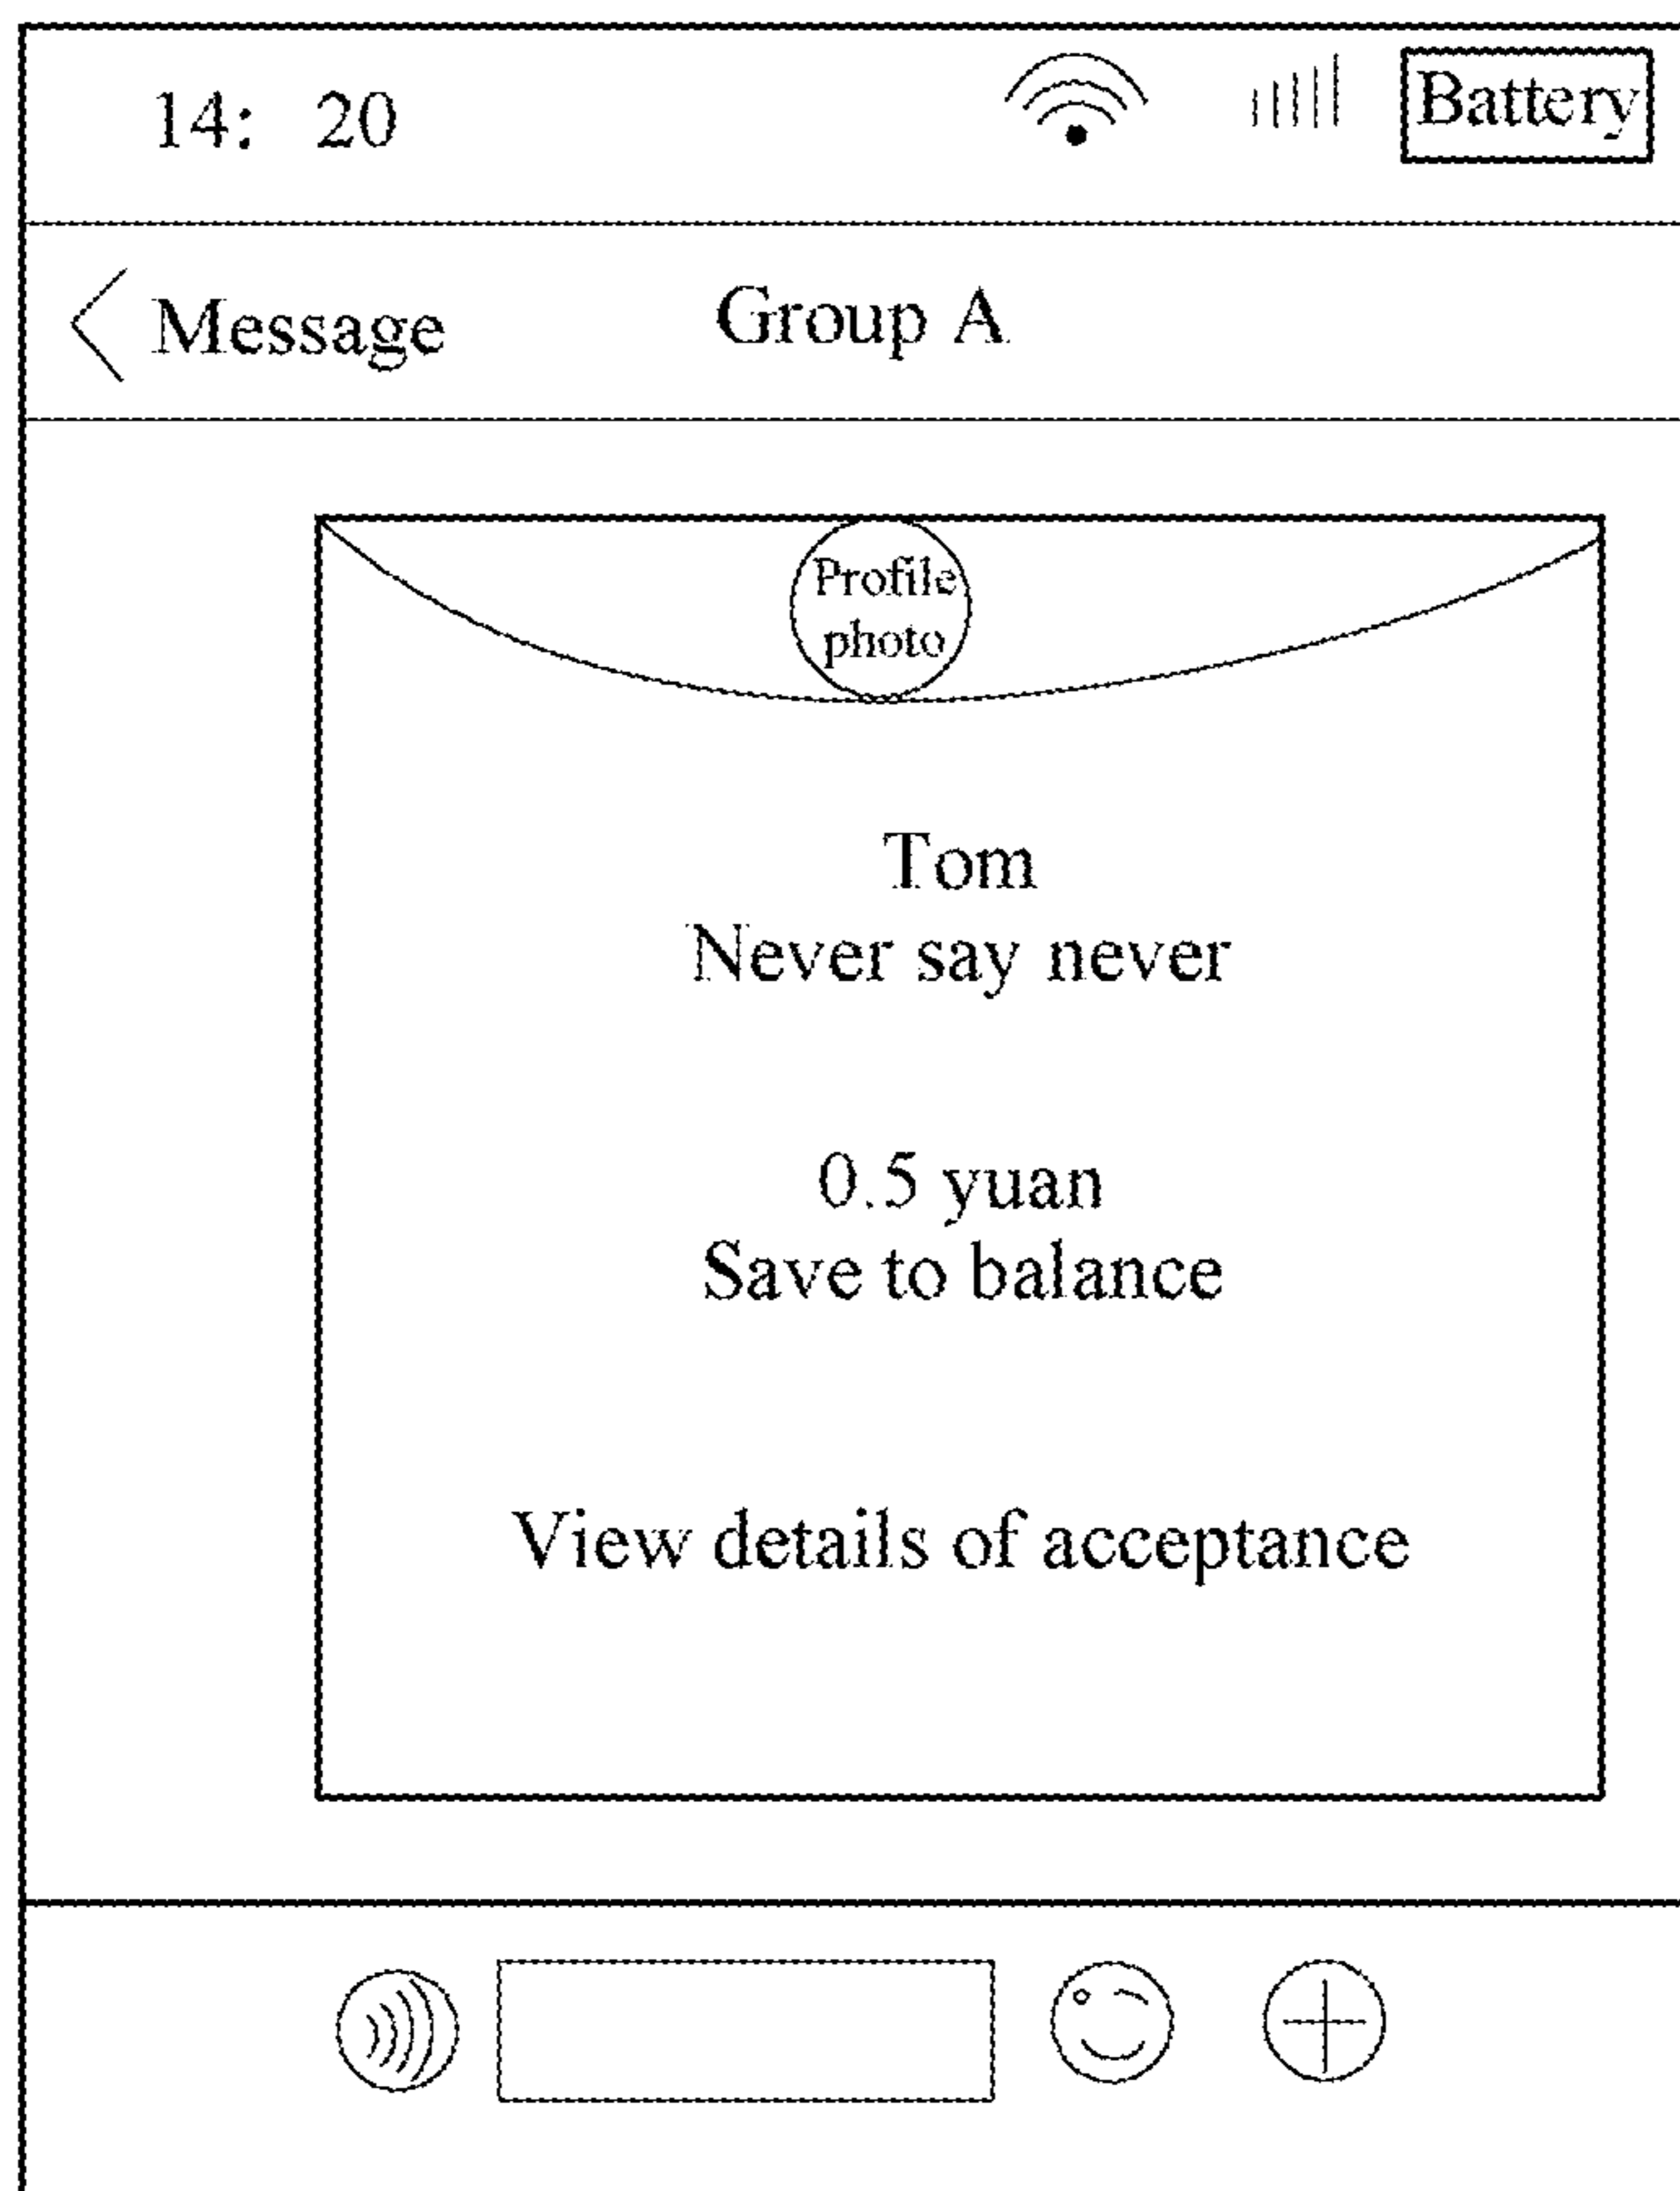 14: 20
Battery
Message
Group A
Profile
photo
Tom
Never say never
0.5 yuan
Save to balance
View details of acceptance